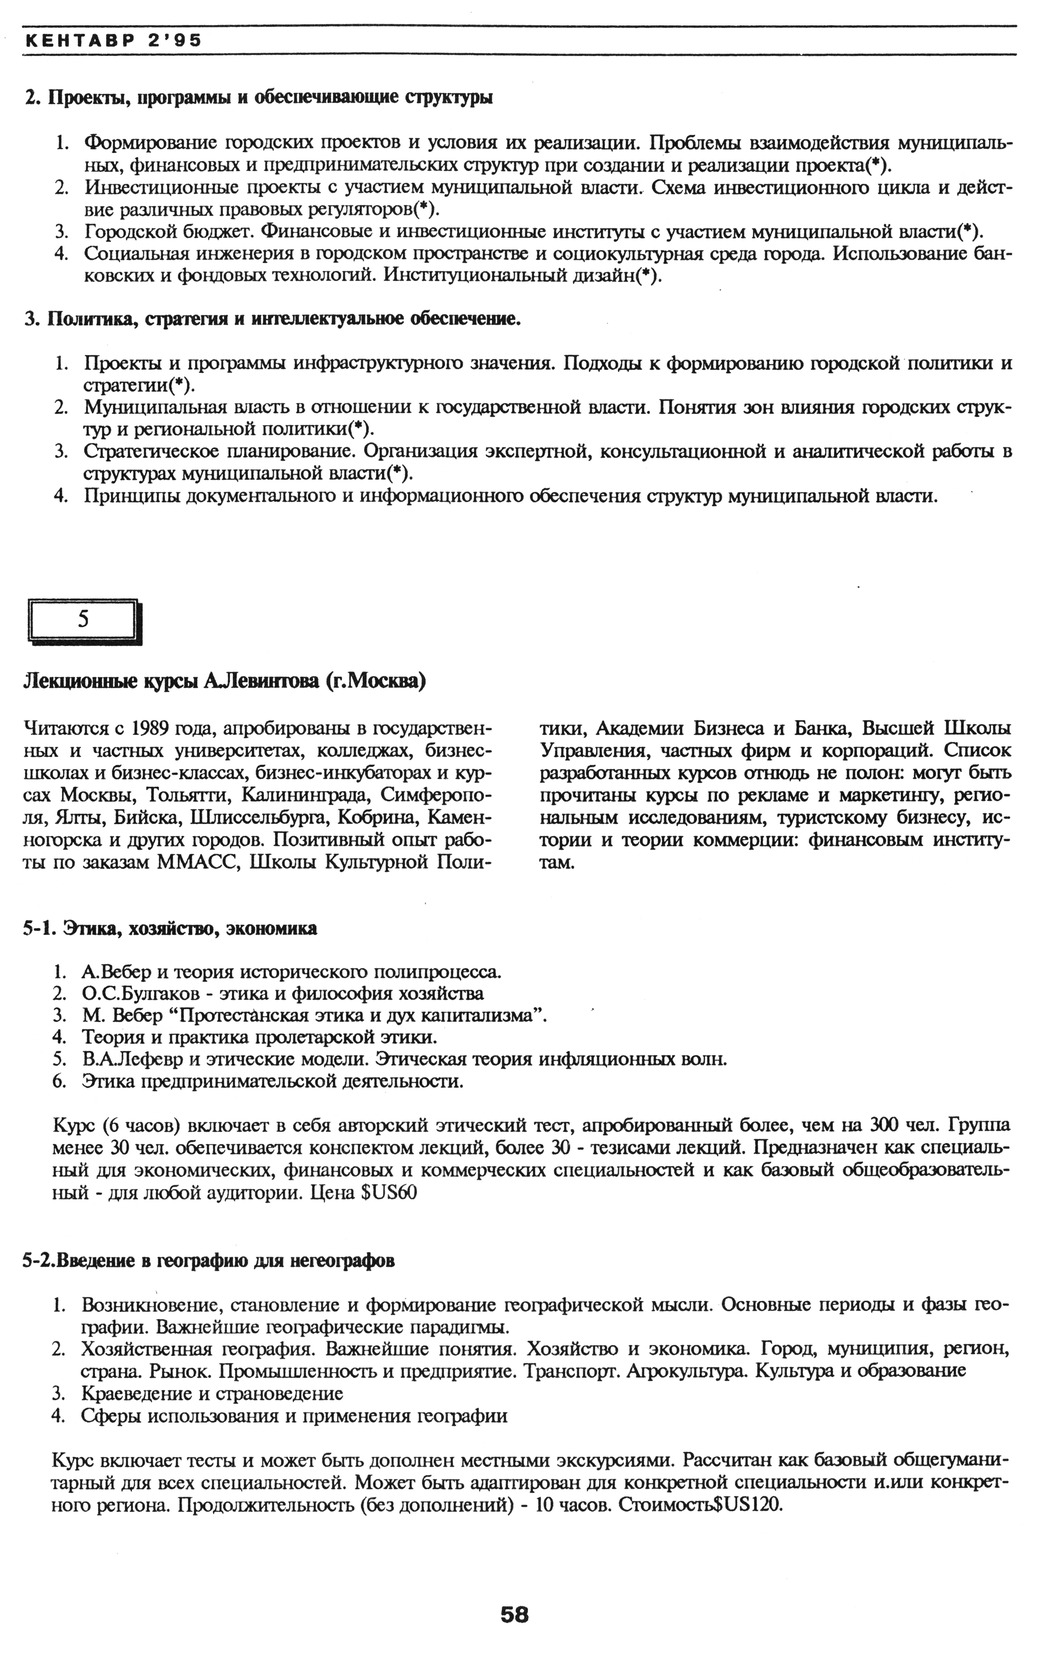 КЕНТАВР 2'95
2. Проекты, программы и обеспечивающие структуры
1. Формирование городских проектов и условия их реализации. Проблемы взаимодействия муниципаль-
ных, финансовых и предпринимательских структур при создании и реализации проекта(*).
2. Инвестиционные проекты с участием муниципальной власти. Схема инвестиционного цикла и дейст-
вие различных правовых регуляторов(*).
3. Городской бюджет. Финансовые и инвестиционные институты с участием муниципальной власти(*).
4. Социальная инженерия в городском пространстве и социокультурная среда города. Использование бан-
ковских и фондовых технологий. Институциональный дизайн(*).
3. Политика, стратегия и интеллектуальное обеспечение.
1. Проекты и программы инфраструктурного значения. Подходы к формированию городской политики и
стратегии(*).
2. Муниципальная власть в отношении к государственной власти. Понятия зон влияния городских струк-
тур и региональной политики(*).
3. Стратегическое планирование. Организация экспертной, консультационной и аналитической работы в
структурах муниципальной власти(*).
4. Принципы документального и информационного обеспечения структур муниципальной власти.
5
Лекционные курсы А.Левинтова (г.Москва)
Читаются с 1989 года, апробированы в государствен-
ных и частных университетах, колледжах, бизнес-
школах и бизнес-классах, бизнес-инкубаторах и кур-
сах Москвы, Тольятти, Калининграда, Симферопо-
ля, Ялты, Бийска, Шлиссельбурга, Кобрина, Камен-
ногорска и других городов. Позитивный опыт рабо-
ты по заказам ММАСС, Школы Культурной Поли-
тики, Академии Бизнеса и Банка, Высшей Школы
Управления, частных фирм и корпораций. Список
разработанных курсов отнюдь не полон: могут быть
прочитаны курсы по рекламе и маркетингу, регио-
нальным исследованиям, туристскому бизнесу, ис-
тории и теории коммерции: финансовым институ-
там.
5-1. Этика, хозяйство, экономика
1. А.Вебер и теория исторического полипроцесса.
2. О.С.Булгаков - этика и философия хозяйства
3. М. Вебер “Протестанская этика и дух капитализма”.
4. Теория и практика пролетарской этики.
5. В.А.Лефевр и этические модели. Этическая теория инфляционных волн.
6. Этика предпринимательской деятельности.
Курс (6 часов) включает в себя авторский этический тест, апробированный более, чем на 300 чел. Группа
менее 30 чел. обепечивается конспектом лекций, более 30 - тезисами лекций. Предназначен как специаль-
ный для экономических, финансовых и коммерческих специальностей и как базовый общеобразователь-
ный - для любой аудитории. Цена $US60
5-2.Введение в географию для негеографов
1. Возникновение, становление и формирование географической мысли. Основные периоды и фазы гео-
графии. Важнейшие географические парадигмы.
2. Хозяйственная география. Важнейшие понятия. Хозяйство и экономика. Город, муниципия, регион,
страна. Рынок. Промышленность и предприятие. Транспорт. Агрокультура. Культура и образование
3. Краеведение и страноведение
4. Сферы использования и применения географии
Курс включает тесты и может быть дополнен местными экскурсиями. Рассчитан как базовый общегумани-
тарный для всех специальностей. Может быть адаптирован для конкретной специальности и.или конкрет-
ного региона. Продолжительность (без дополнений) - 10 часов. Стоимость$US120.
58